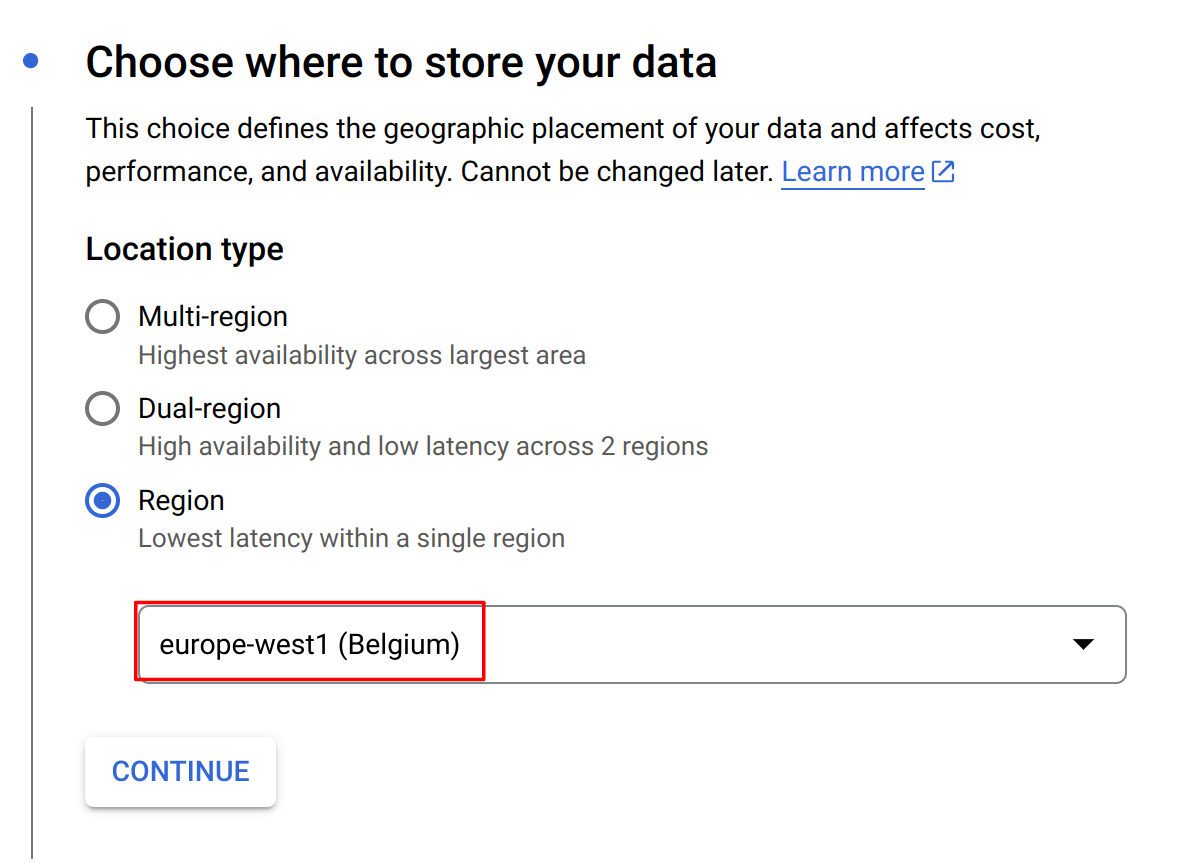 Choose where to store your data
This choice defines the geographic placement of your data and affects cost,
performance, and availability. Cannot be changed later. Learn more
Location type
Multi-region
Highest availability across largest area
Dual-region
High availability and low latency across 2 regions
Region
Lowest latency within a single region
europe-west1 (Belgium)
CONTINUE